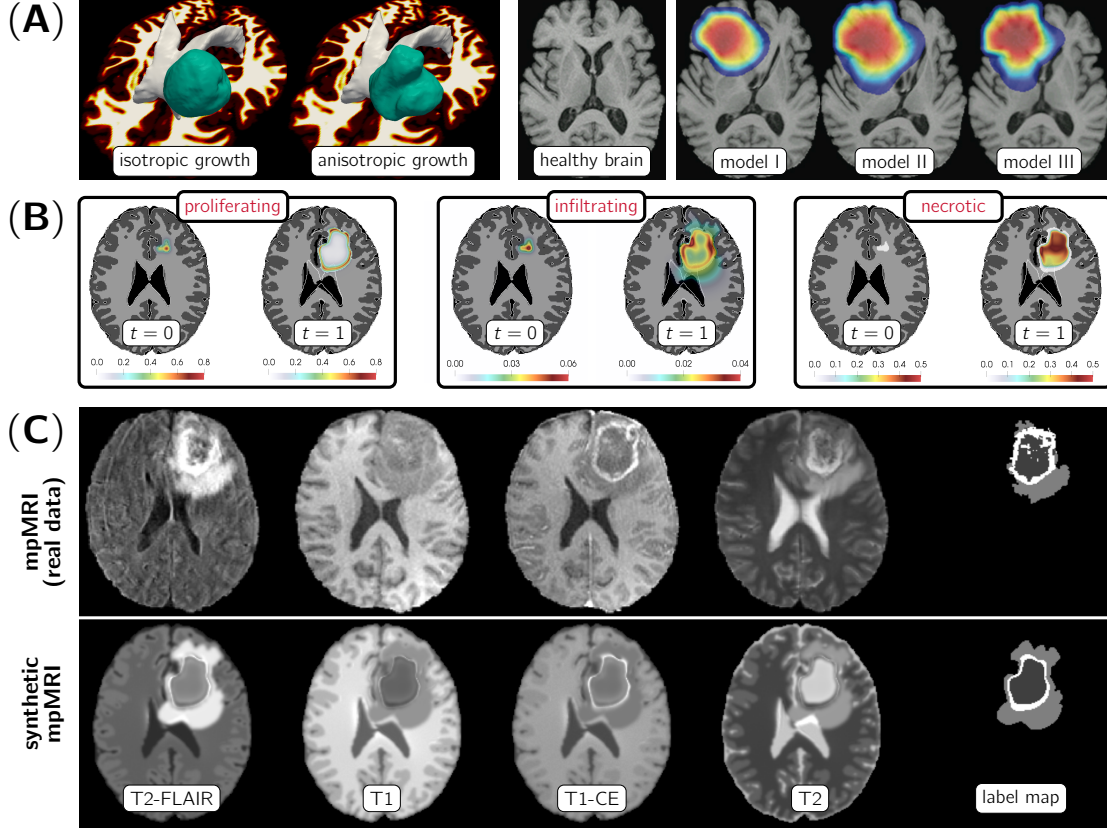 (A)
isotropic growth
anisotropic growth
healthy brain
model I
model II
model III
(B)
proliferating
infiltrating
necrotic
t = 0
t = 1
t = 0
t = 1
t = 0
t = 1
0.0 0.2 0.4 0.6 0.8
0.0 0.2 0.4 0.6 0.8
0.00 0.03 0.06
0.00 0.02 0.04
0.0 0.1 0.2 0.3 0.4 0.5
0.0 0.1 0.2 0.3 0.4 0.5
(C)
mpMRI
(real data)
synthetic
mpMRI
T2-FLAIR
T1
T1-CE
T2
label map